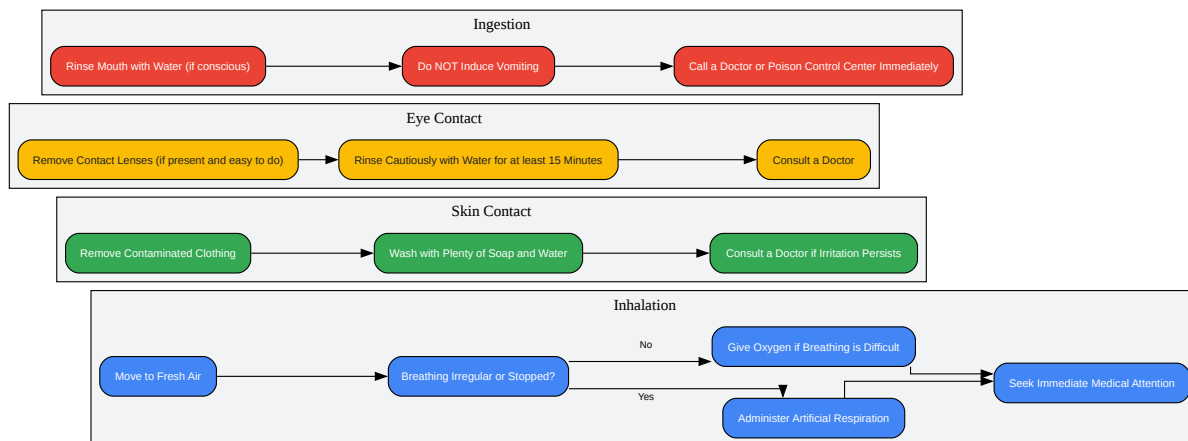 Ingestion
Rinse Mouth with Water (if conscious)
Do NOT Induce Vomiting
Call a Doctor or Poison Control Center Immediately
Eye Contact
Remove Contact Lenses (if present and easy to do)
Rinse Cautiously with Water for at least 15 Minutes
Consult a Doctor
Skin Contact
Remove Contaminated Clothing
Wash with Plenty of Soap and Water
Consult a Doctor if Irritation Persists
Inhalation
Move to Fresh Air
Breathing Irregular or Stopped?
No
Give Oxygen if Breathing is Difficult
Yes
Administer Artificial Respiration
Seek Immediate Medical Attention